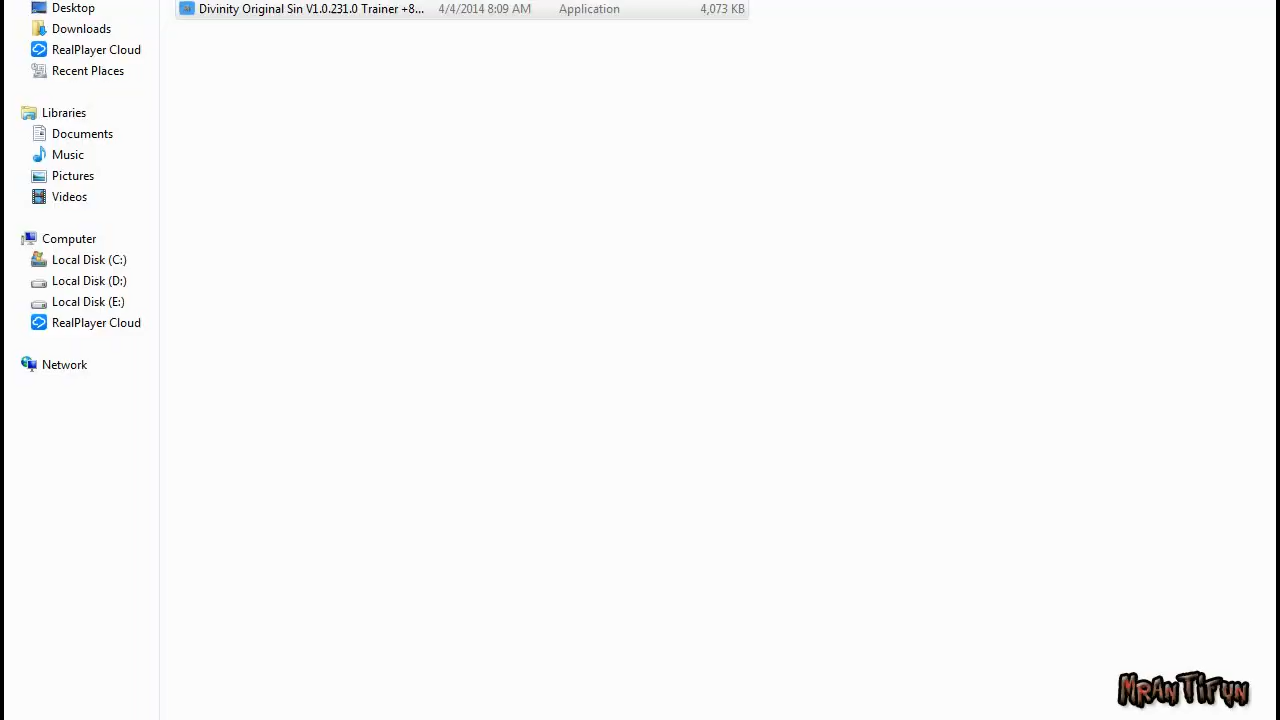 Desktop
Divinity Original Sin V1.0.231.0 Trainer +8... 4/4/2014 8:09 AM Application 4,073 KB
Downloads
RealPlayer Cloud
Recent Places
Libraries
Documents
Music
Pictures
Videos
Computer
Local Disk (C:)
Local Disk (D:)
Local Disk (E:)
RealPlayer Cloud
Network
MrAnTiFun